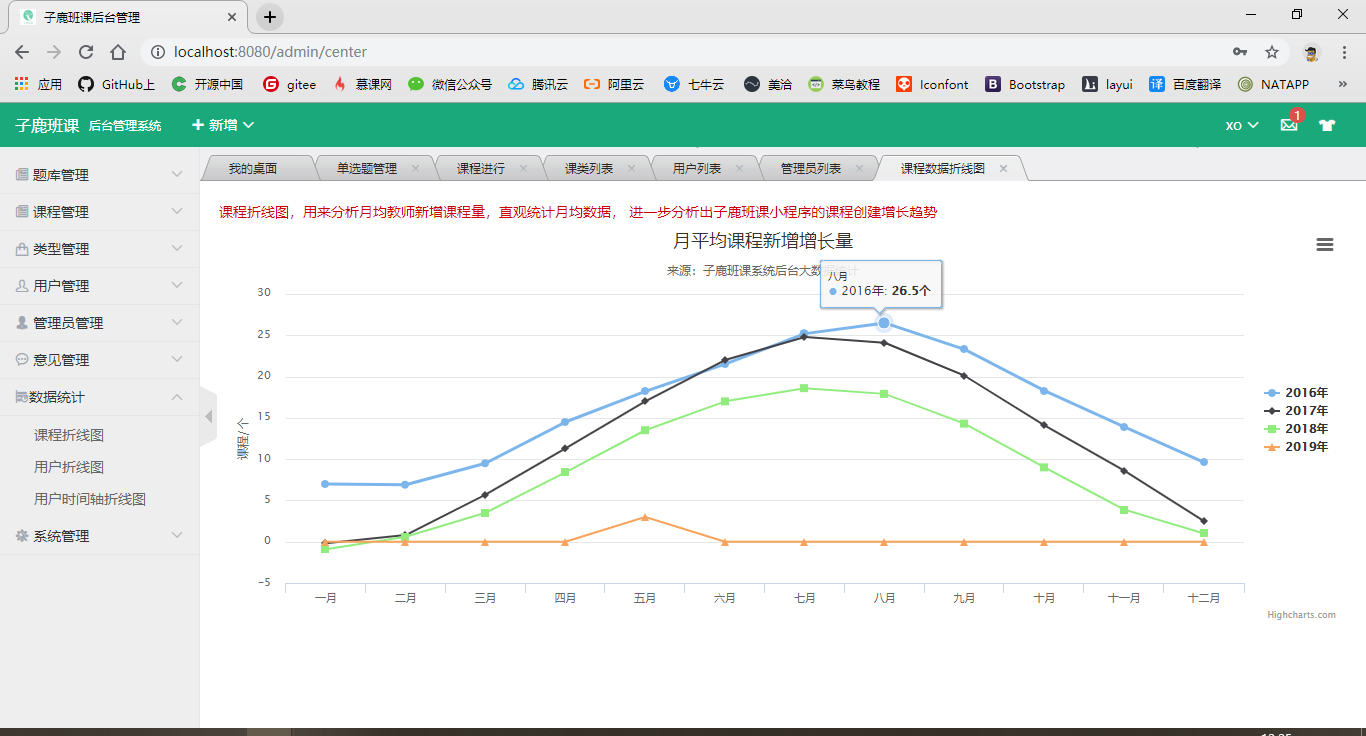 子鹿班课后台管理
localhost:8080/admin/center
应用 GitHub上 开源中国 gitee 慕课网 微信公众号 腾讯云 阿里云 七牛云 美洽 菜鸟教程 Iconfont Bootstrap layui 百度翻译 NATAPP »
子鹿班课 后台管理系统 新增 xo 1
我的桌面 单选题管理 课程进行 课类列表 用户列表 管理员列表 课程数据折线图
题库管理
课程管理
类型管理
用户管理
管理员管理
意见管理
数据统计
课程折线图
用户折线图
用户时间轴折线图
系统管理
课程折线图，用来分析月均教师新增课程量，直观统计月均数据， 进一步分析出子鹿班课小程序的课程创建增长趋势
月平均课程新增增长量
来源：子鹿班课系统后台大数据统计
八月
2016年: 26.5个
课程/个
30
25
20
15
10
5
0
-5
一月 二月 三月 四月 五月 六月 七月 八月 九月 十月 十一月 十二月
2016年
2017年
2018年
2019年
Highcharts.com